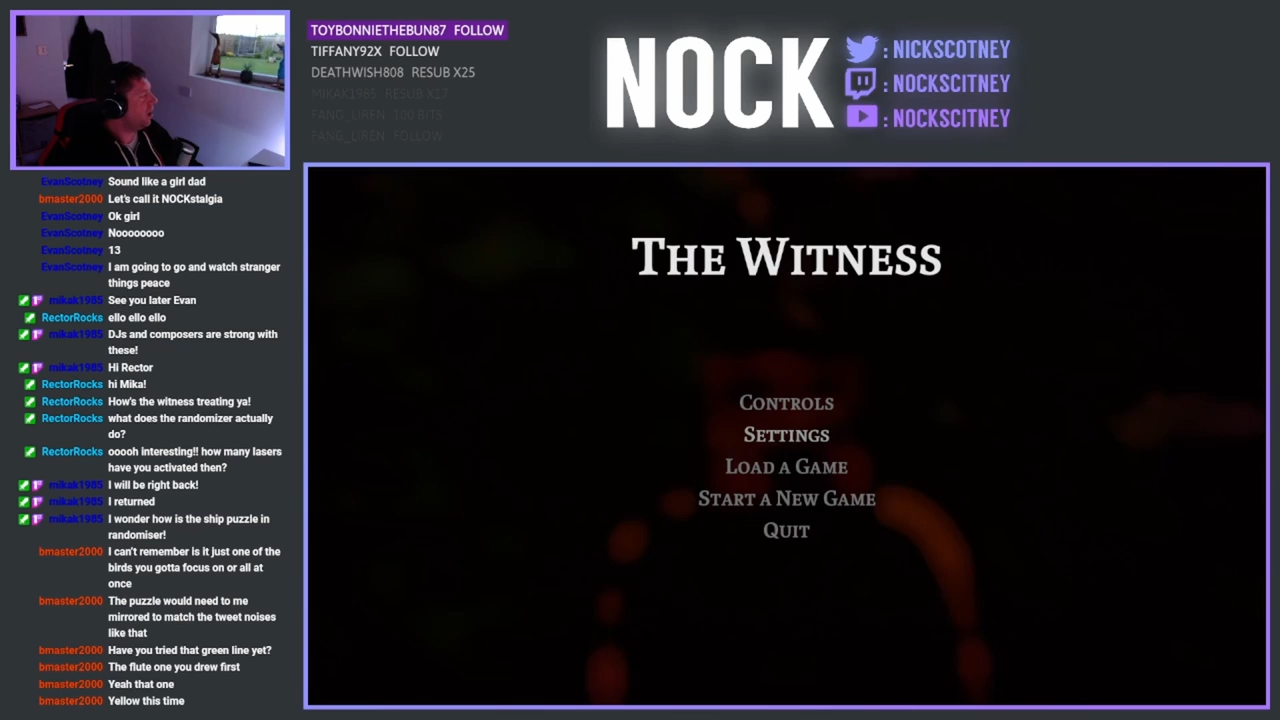 TOYBONNIETHEBUN87 FOLLOW
TIFFANY92X FOLLOW
DEATHWISH808 RESUB X25
MIKAK1985 RESUB X17
FANG_LIREN 100 BITS
FANG_LIREN FOLLOW
NOCK
: NICKSCOTNEY
: NOCKSCITNEY
: NOCKSCITNEY
EvanScotney Sound like a girl dad
bmaster2000 Let's call it NOCKstalgia
EvanScotney Ok girl
EvanScotney Noooooooo
EvanScotney 13
EvanScotney I am going to go and watch stranger
things peace
mikak1985 See you later Evan
RectorRocks ello ello ello
mikak1985 DJs and composers are strong with
these!
mikak1985 Hi Rector
RectorRocks hi Mika!
RectorRocks How's the witness treating ya!
RectorRocks what does the randomizer actually
do?
RectorRocks ooooh interesting!! how many lasers
have you activated then?
mikak1985 I will be right back!
mikak1985 I returned
mikak1985 I wonder how is the ship puzzle in
randomiser!
bmaster2000 I can't remember is it just one of the
birds you gotta focus on or all at
once
bmaster2000 The puzzle would need to me
mirrored to match the tweet noises
like that
bmaster2000 Have you tried that green line yet?
bmaster2000 The flute one you drew first
bmaster2000 Yeah that one
bmaster2000 Yellow this time
THE WITNESS
CONTROLS
SETTINGS
LOAD A GAME
START A NEW GAME
QUIT